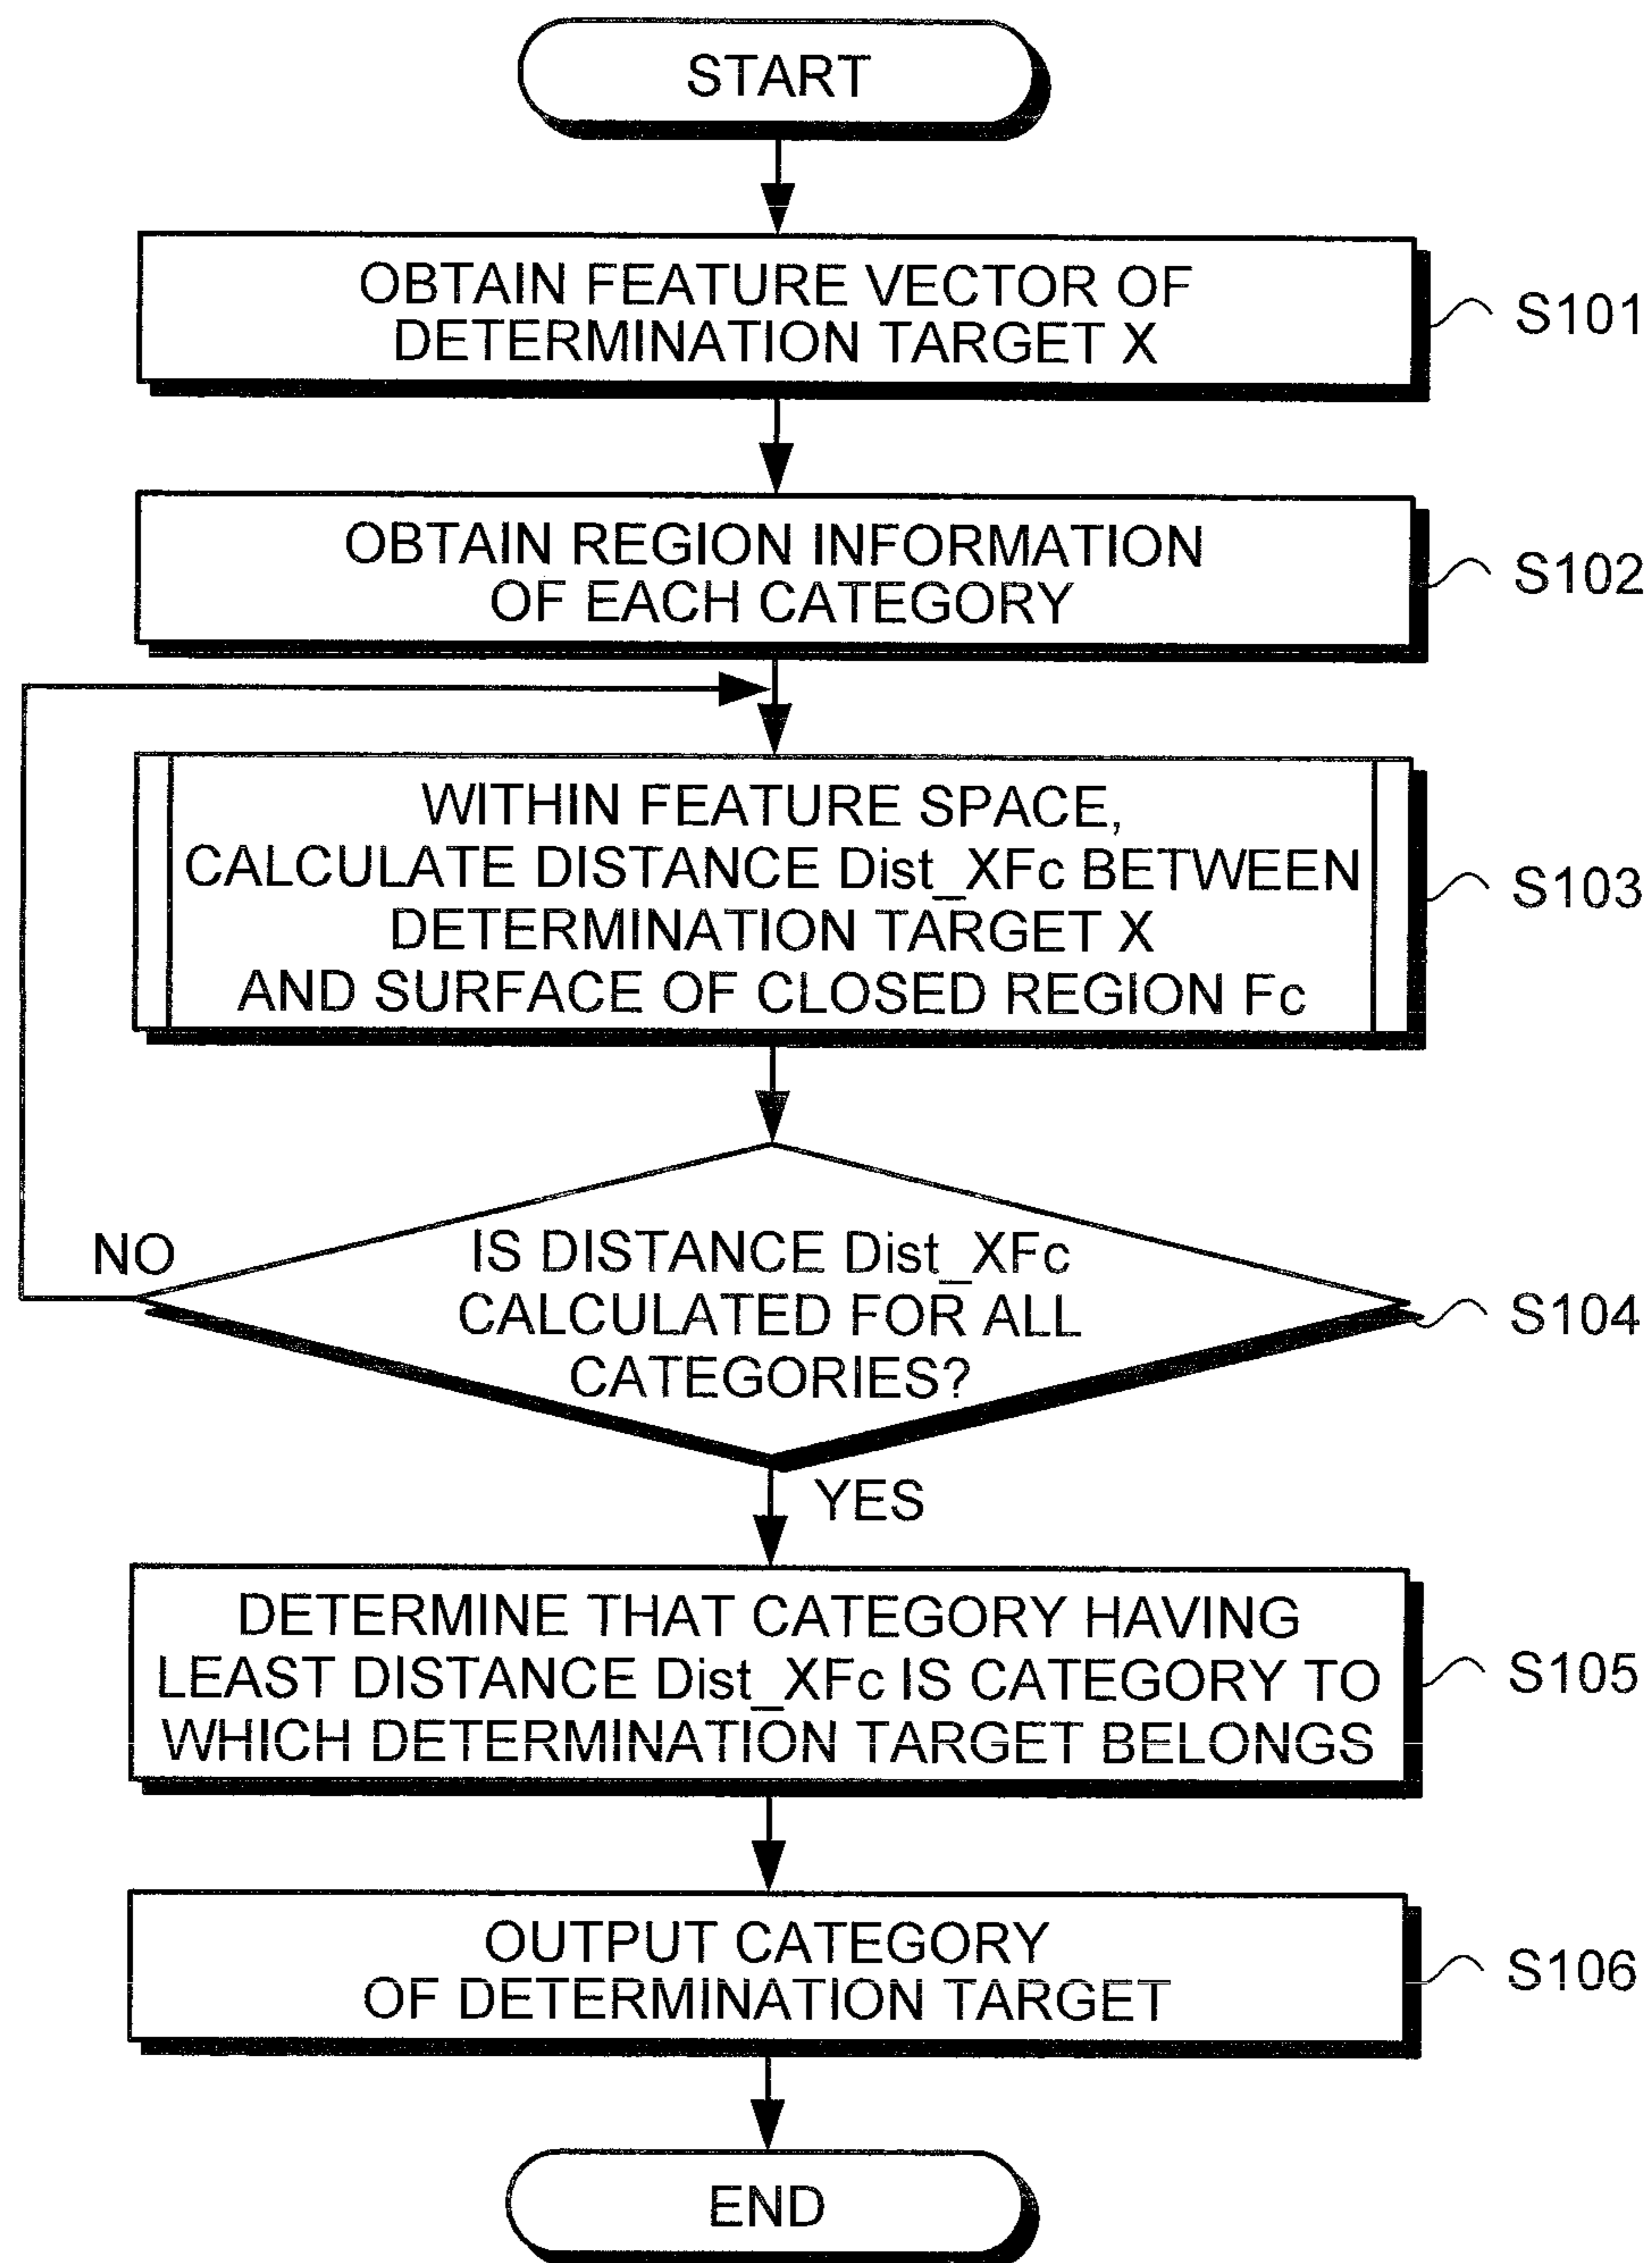 START
OBTAIN FEATURE VECTOR OF
DETERMINATION TARGET X
S101
OBTAIN REGION INFORMATION
OF EACH CATEGORY
S102
WITHIN FEATURE SPACE,
CALCULATE DISTANCE Dist_XFc BETWEEN
DETERMINATION TARGET X
AND SURFACE OF CLOSED REGION Fc
S103
NO
IS DISTANCE Dist_XFc
CALCULATED FOR ALL
CATEGORIES?
S104
YES
DETERMINE THAT CATEGORY HAVING
LEAST DISTANCE Dist_XFc IS CATEGORY TO
WHICH DETERMINATION TARGET BELONGS
S105
OUTPUT CATEGORY
OF DETERMINATION TARGET
S106
END